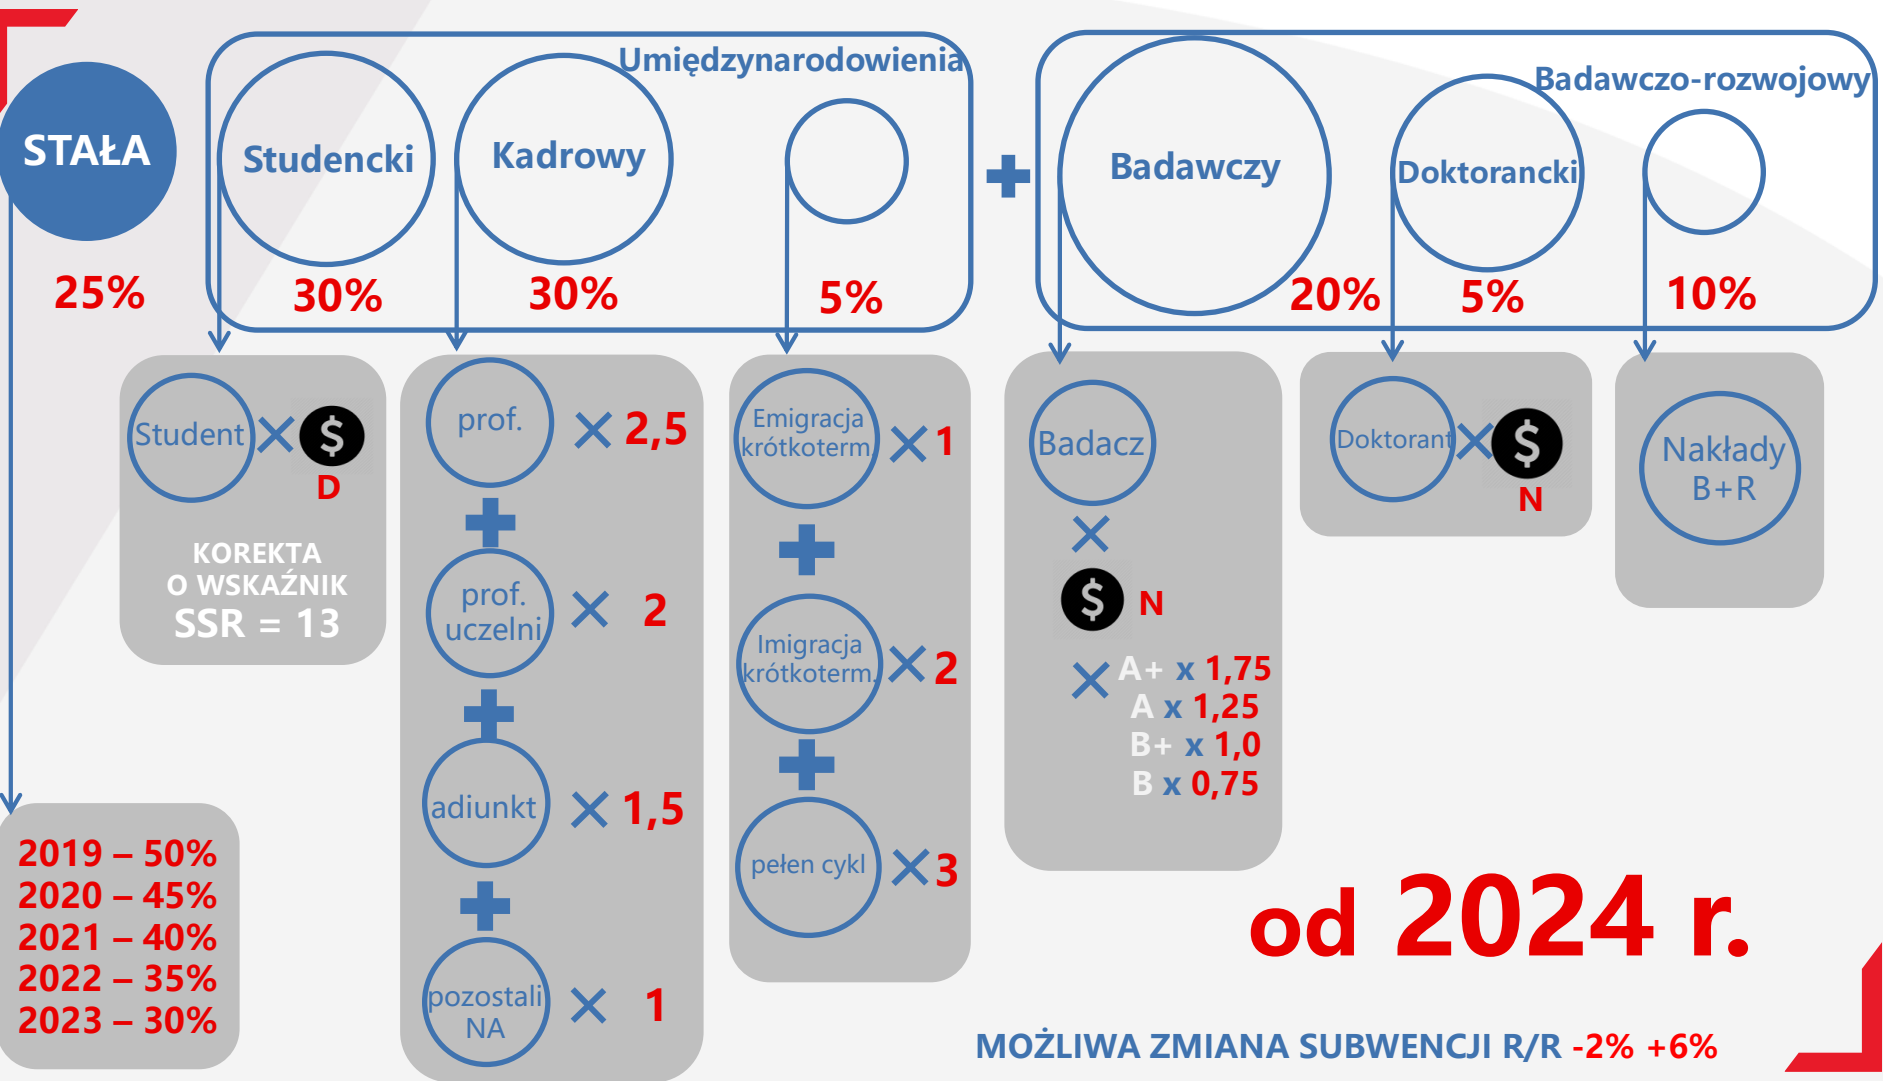 STAŁA
25%
Studencki
30%
Kadrowy
30%
Umiędzynarodowienia
5%
Badawczy
20%
Doktorancki
5%
Badawczo-rozwojowy
10%
Student
$
D
KOREKTA
O WSKAŹNIK
SSR = 13
prof.
2,5
prof.
uczelni
2
adiunkt
1,5
pozostali
NA
1
Emigracja
krótkoterm.
1
Imigracja
krótkoterm.
2
pełen cykl
3
Badacz
$
N
A+ x 1,75
A x 1,25
B+ x 1,0
B x 0,75
Doktorant
$
N
Nakłady
B+R
2019 – 50%
2020 – 45%
2021 – 40%
2022 – 35%
2023 – 30%
od 2024 r.
MOŻLIWA ZMIANA SUBWENCJI R/R -2% +6%